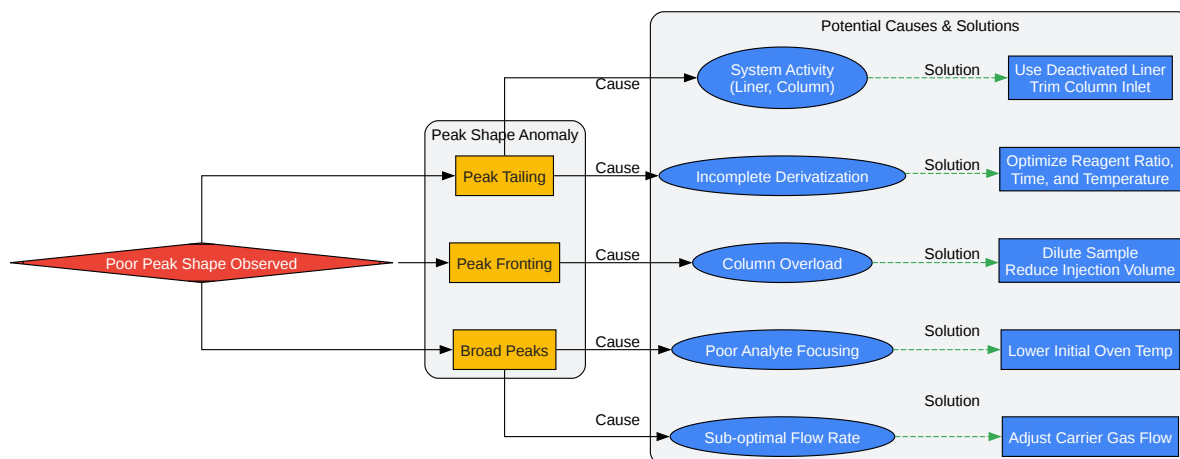 Potential Causes & Solutions
System Activity
(Liner, Column)
Solution
Use Deactivated Liner
Trim Column Inlet
Cause
Peak Shape Anomaly
Peak Tailing
Cause
Incomplete Derivatization
Solution
Optimize Reagent Ratio,
Time, and Temperature
Poor Peak Shape Observed
Peak Fronting
Cause
Column Overload
Solution
Dilute Sample
Reduce Injection Volume
Broad Peaks
Cause
Poor Analyte Focusing
Solution
Lower Initial Oven Temp
Cause
Sub-optimal Flow Rate
Solution
Adjust Carrier Gas Flow